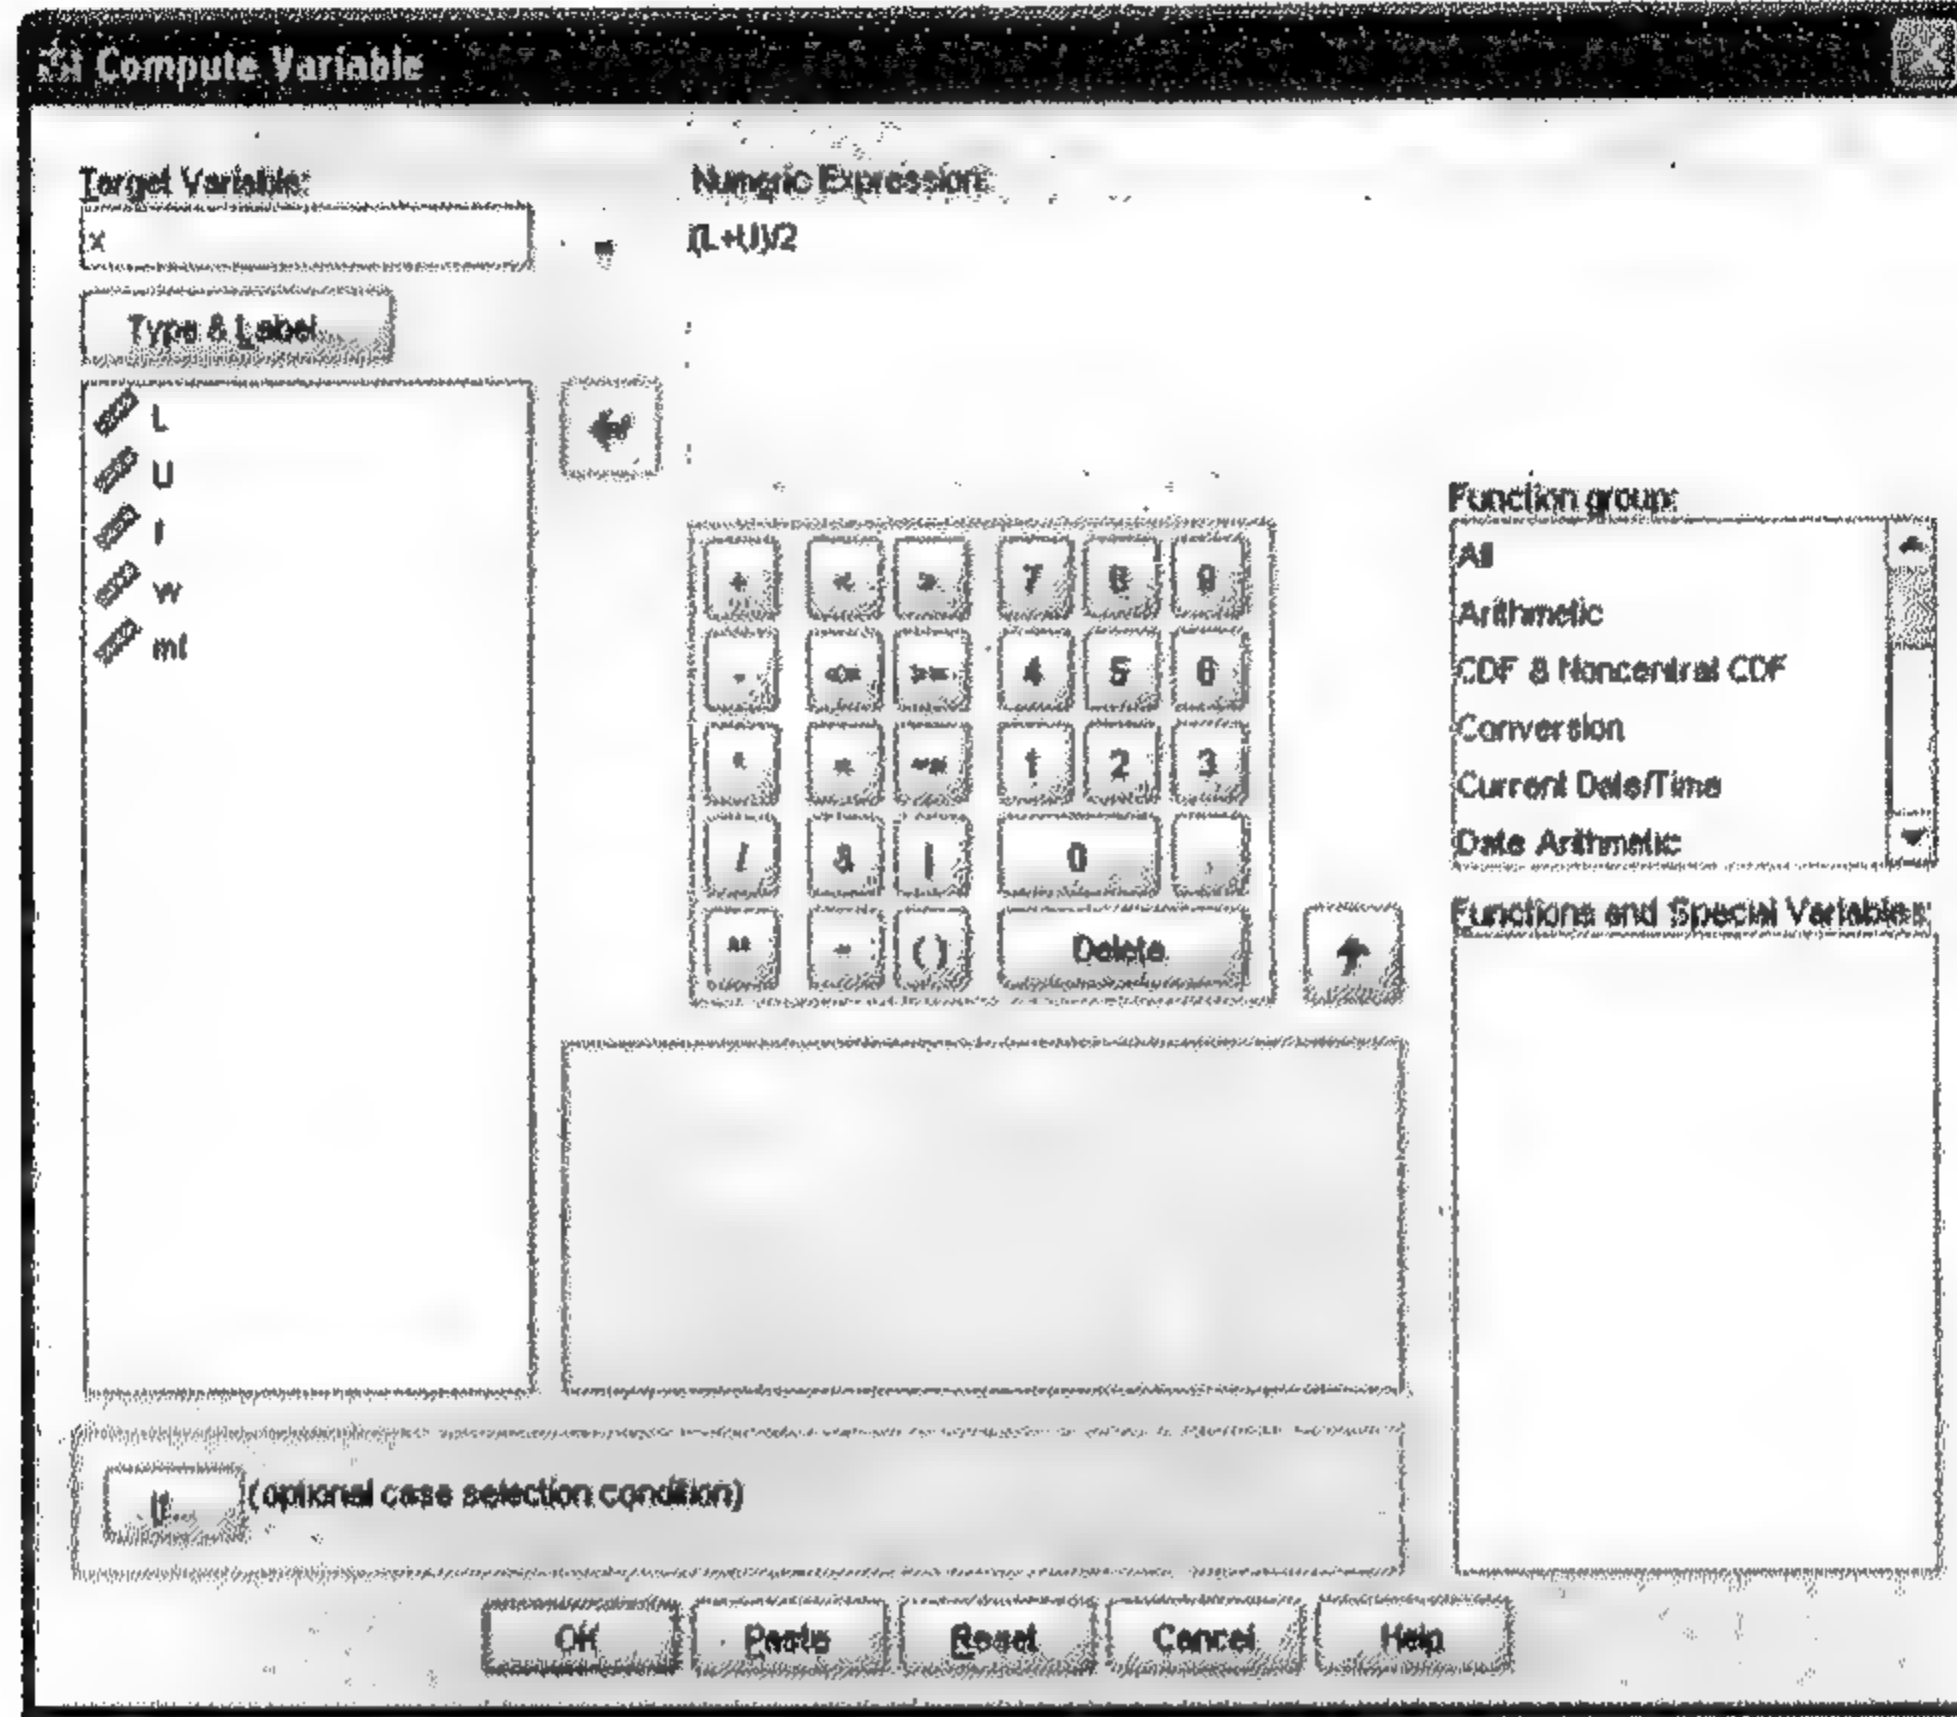 Compute Variable
Target Variable:
x
=
Numeric Expression:
(L+U)/2
Type & Label...
L
U
f
w
mf
+ < > 7 8 9
- <= >= 4 5 6
* = ~= 1 2 3
/ & | 0 .
** ~ ( ) Delete
Function group:
All
Arithmetic
CDF & Noncentral CDF
Conversion
Current Date/Time
Date Arithmetic
Functions and Special Variables:
If... (optional case selection condition)
OK Paste Reset Cancel Help